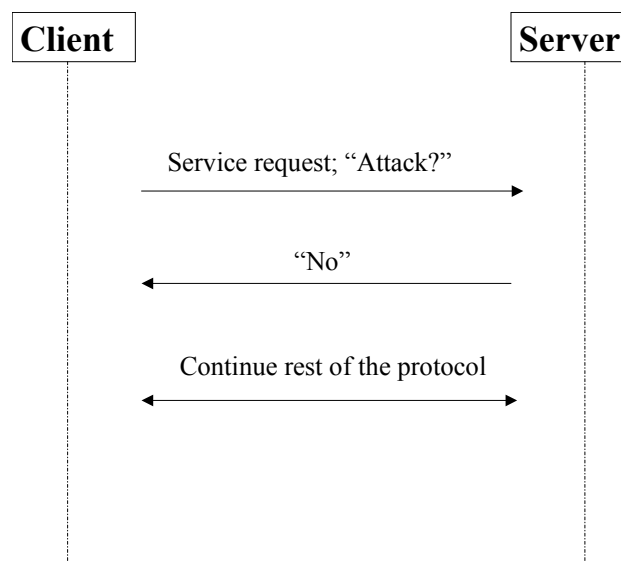 Client
Server
Service request; “Attack?”
“No”
Continue rest of the protocol